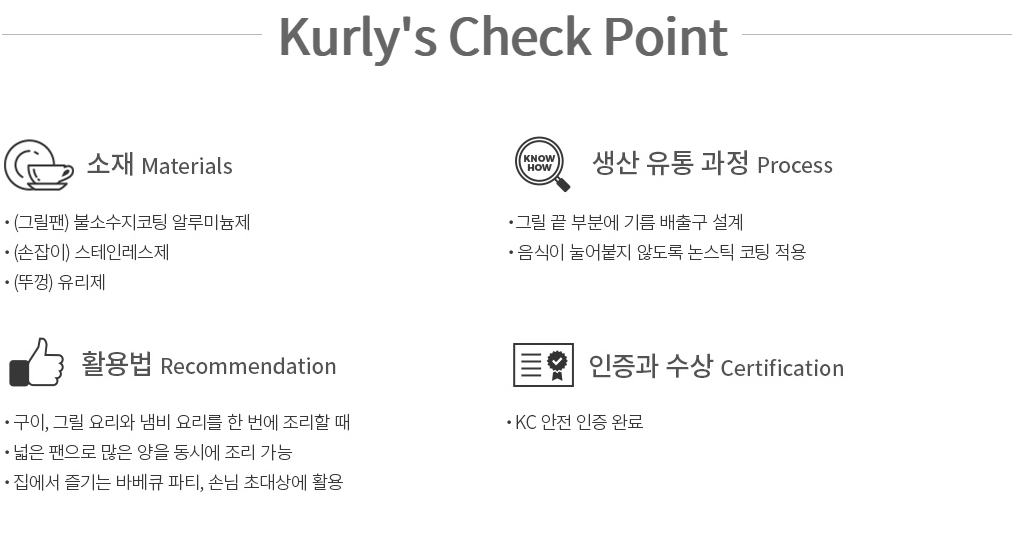 Kurly's Check Point
소재 Materials
• (그릴팬) 불소수지코팅 알루미늄제
• (손잡이) 스테인레스제
• (뚜껑) 유리제
KNOW
HOW
생산 유통 과정 Process
• 그릴 끝 부분에 기름 배출구 설계
• 음식이 눌어붙지 않도록 논스틱 코팅 적용
활용법 Recommendation
• 구이, 그릴 요리와 냄비 요리를 한 번에 조리할 때
• 넓은 팬으로 많은 양을 동시에 조리 가능
• 집에서 즐기는 바베큐 파티, 손님 초대상에 활용
인증과 수상 Certification
• KC 안전 인증 완료